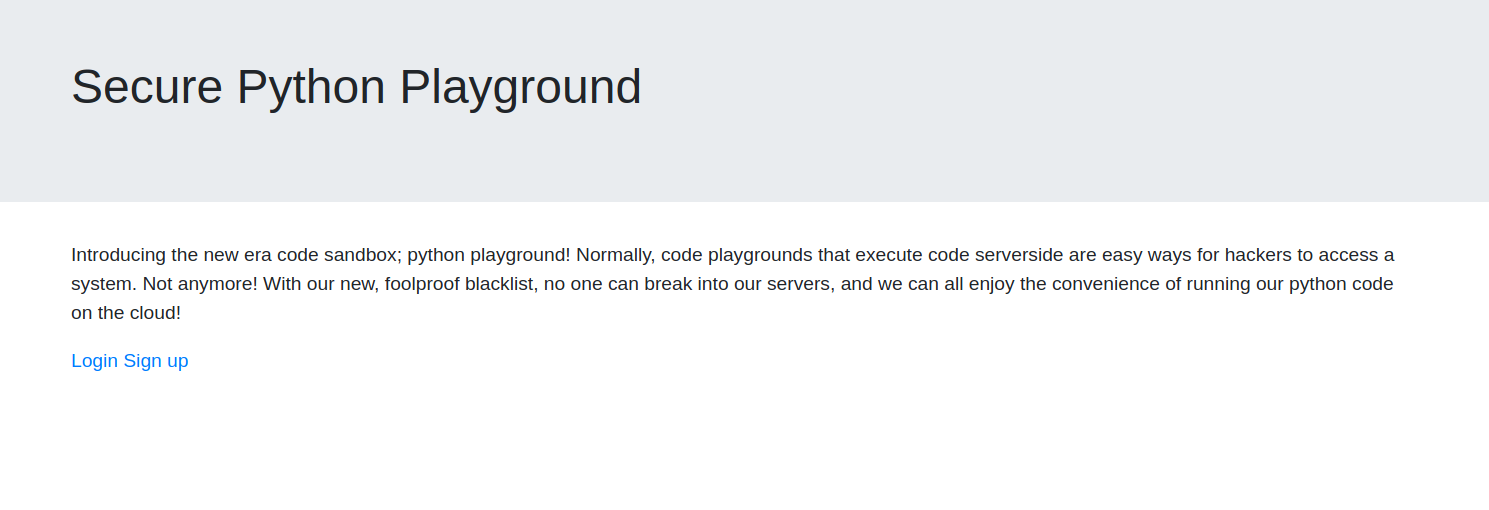 Secure Python Playground
Introducing the new era code sandbox; python playground! Normally, code playgrounds that execute code serverside are easy ways for hackers to access a
system. Not anymore! With our new, foolproof blacklist, no one can break into our servers, and we can all enjoy the convenience of running our python code
on the cloud!
Login Sign up